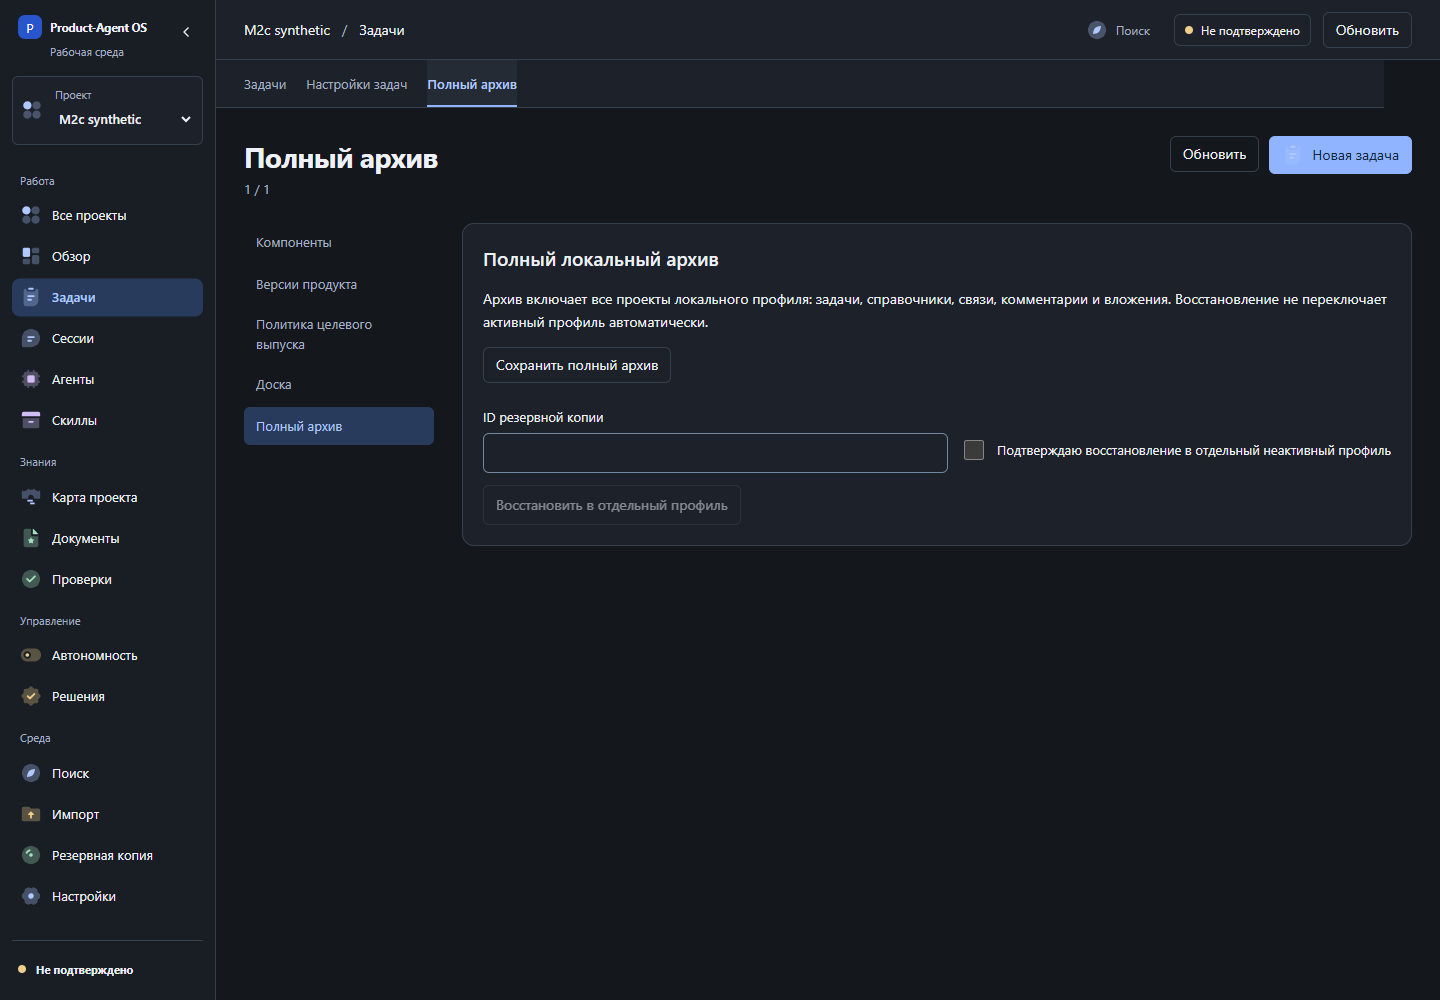 P
Product-Agent OS
Рабочая среда
Проект
M2c synthetic
Работа
Все проекты
Обзор
Задачи
Сессии
Агенты
Скиллы
Знания
Карта проекта
Документы
Проверки
Управление
Автономность
Решения
Среда
Поиск
Импорт
Резервная копия
Настройки
Не подтверждено
M2c synthetic / Задачи
Поиск
Не подтверждено
Обновить
Задачи
Настройки задач
Полный архив
Полный архив
1 / 1
Обновить
Новая задача
Компоненты
Версии продукта
Политика целевого
выпуска
Доска
Полный архив
Полный локальный архив
Архив включает все проекты локального профиля: задачи, справочники, связи, комментарии и вложения. Восстановление не переключает
активный профиль автоматически.
Сохранить полный архив
ID резервной копии
Подтверждаю восстановление в отдельный неактивный профиль
Восстановить в отдельный профиль